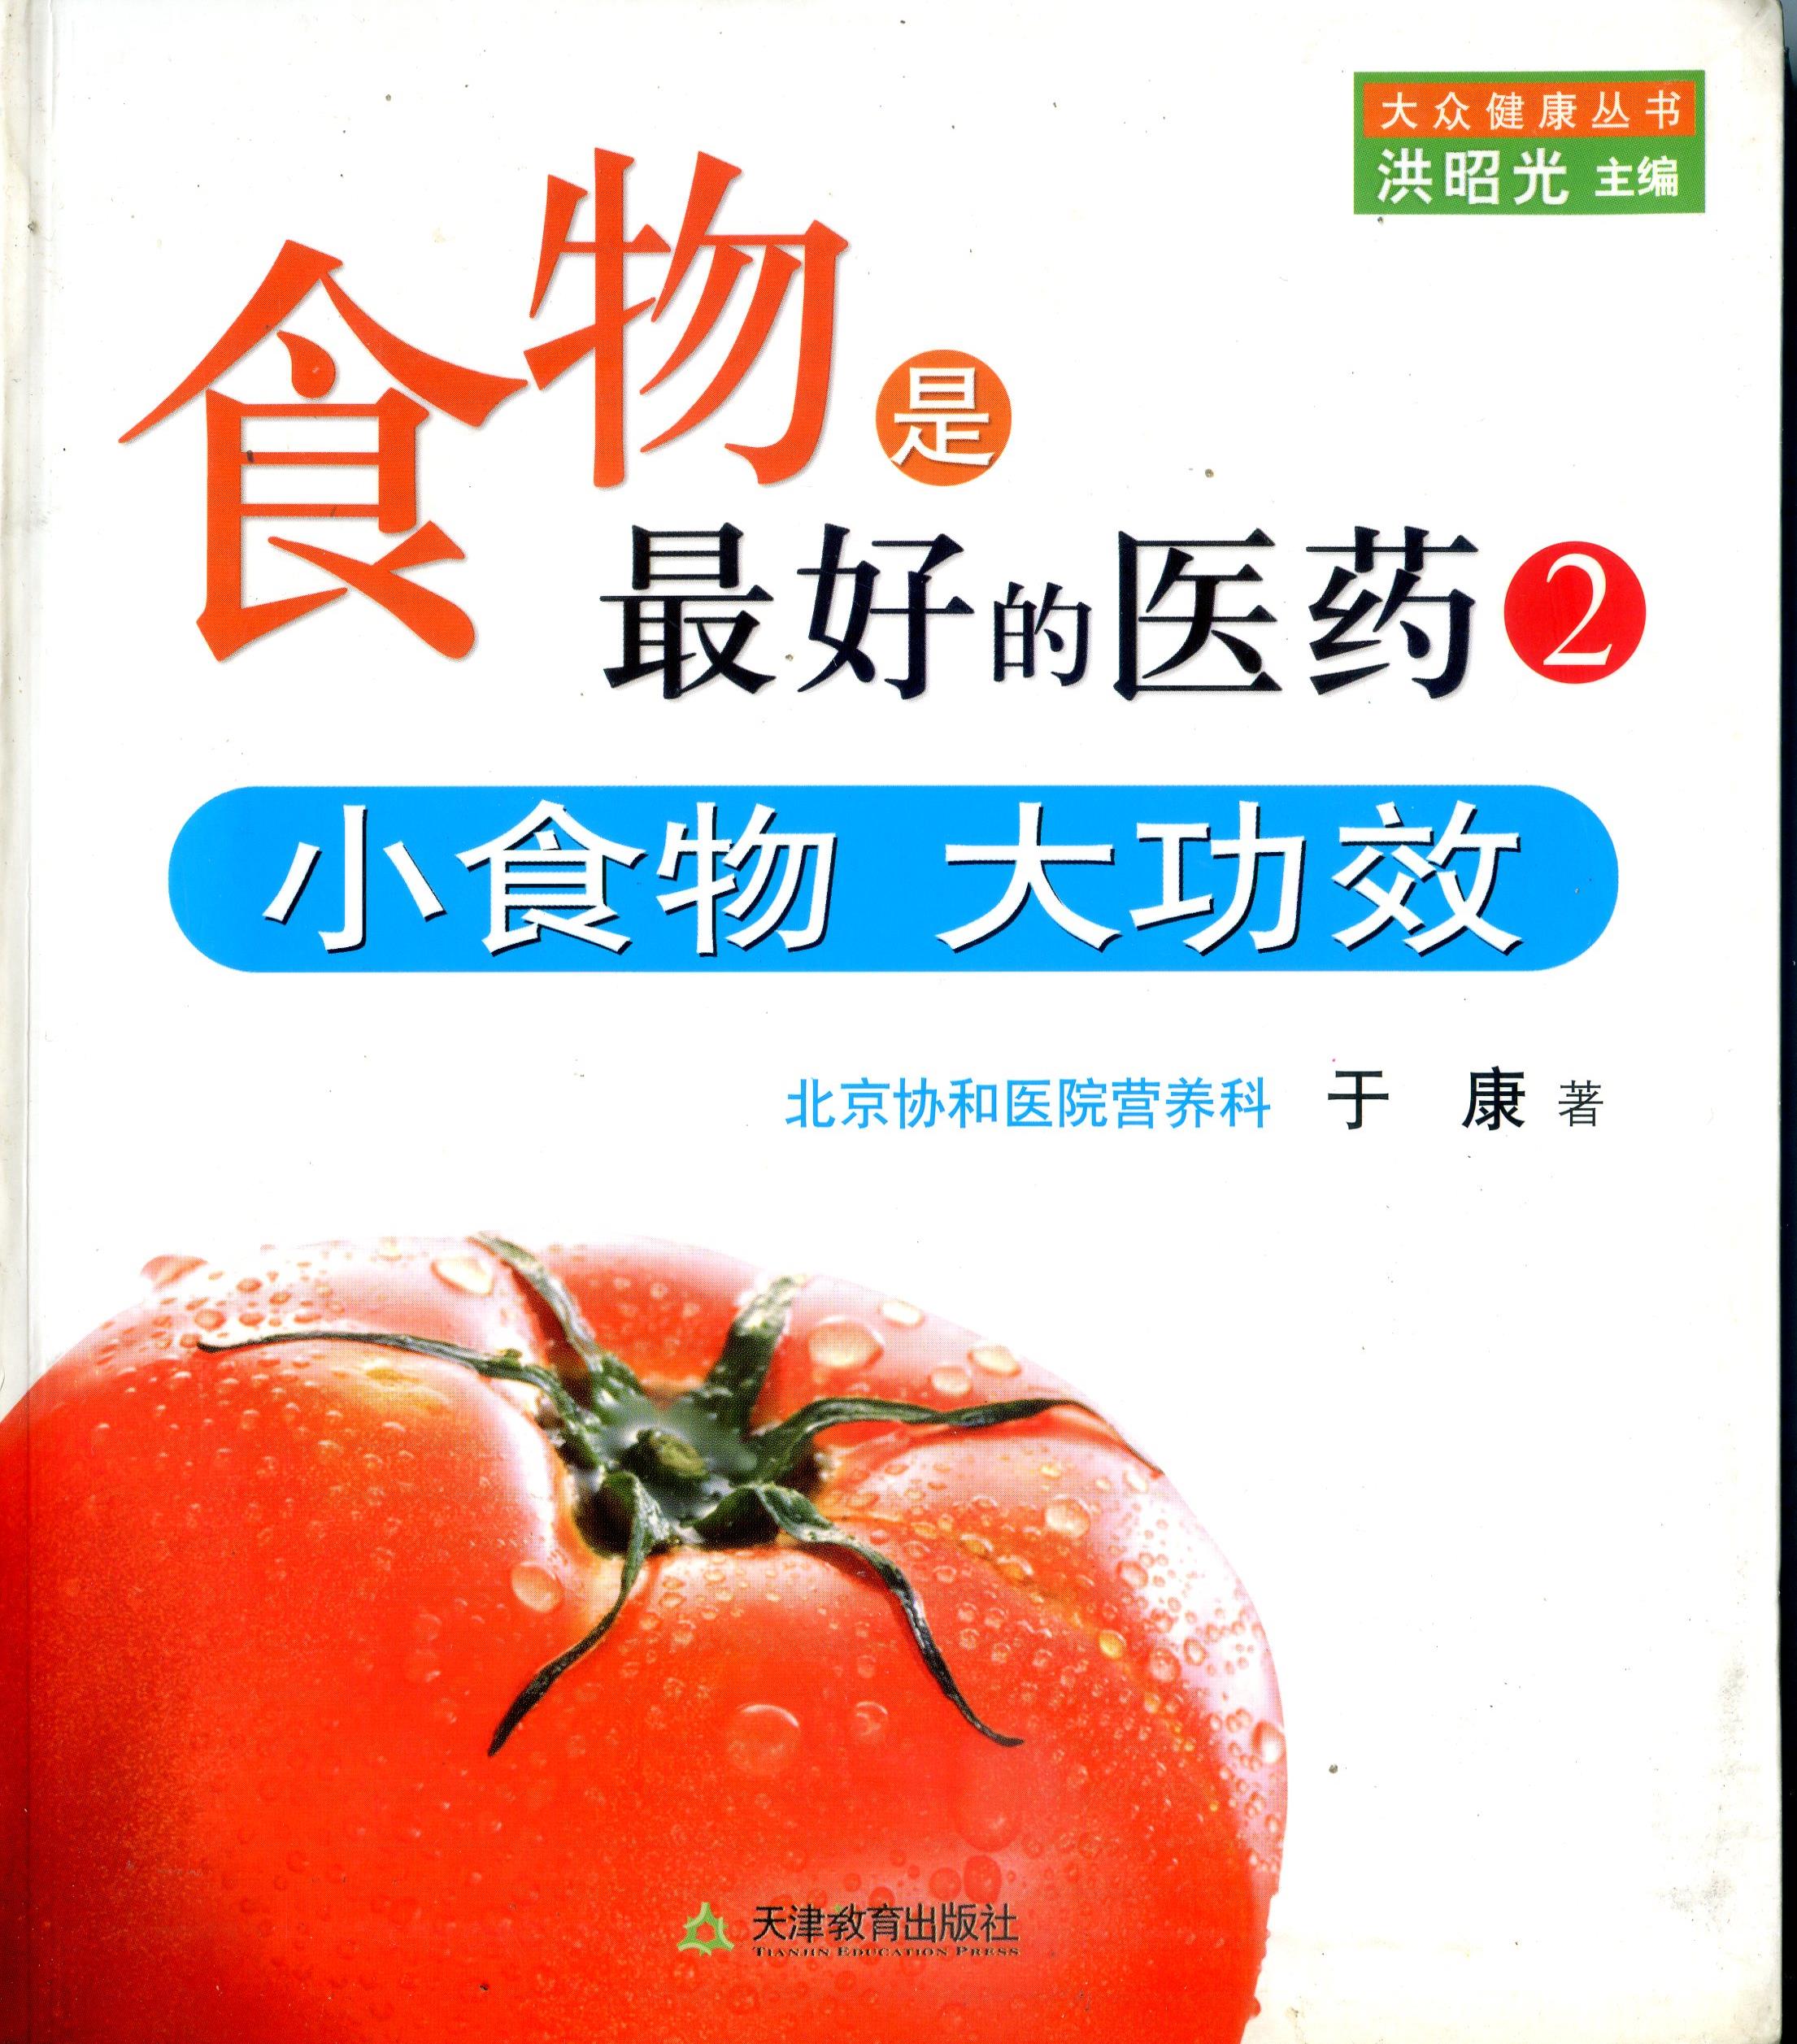 大众健康丛书
洪昭光 主编
食物是
最好的医药2
小食物 大功效
北京协和医院营养科 于 康 著
天津教育出版社
TIANJIN EDUCATION PRESS